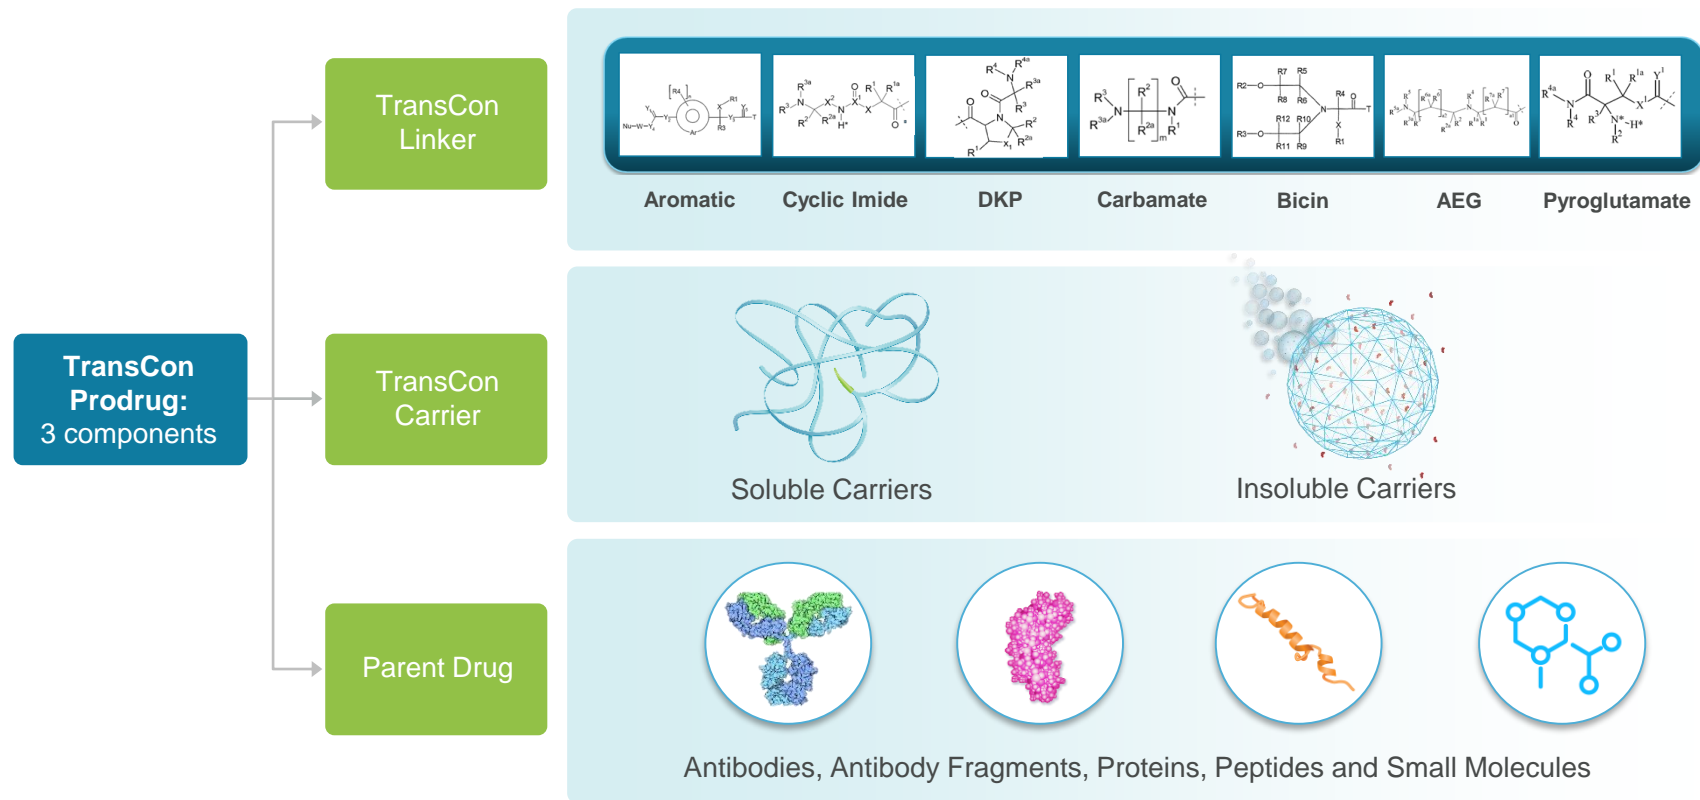 TransCon
Prodrug:
3 components
TransCon
Linker
Aromatic
Cyclic Imide
DKP
Carbamate
Bicin
AEG
Pyroglutamate
TransCon
Carrier
Soluble Carriers
Insoluble Carriers
Parent Drug
Antibodies, Antibody Fragments, Proteins, Peptides and Small Molecules